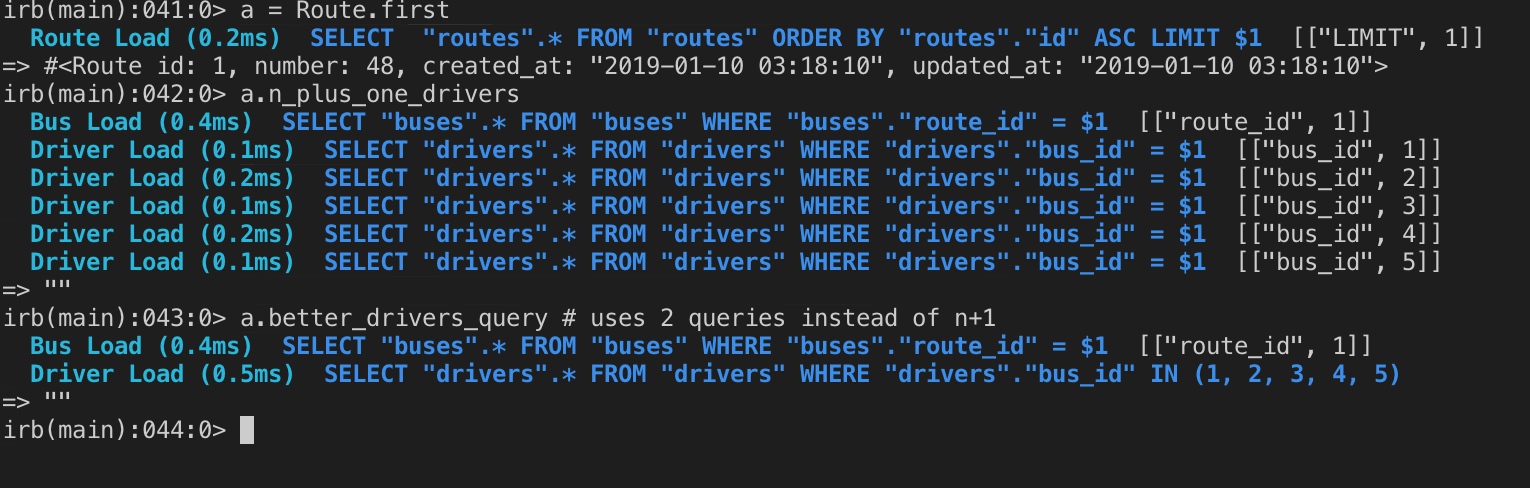 irb(main):041:0> a = Route.first
  Route Load (0.2ms)  SELECT  "routes".* FROM "routes" ORDER BY "routes"."id" ASC LIMIT $1  [["LIMIT", 1]]
=> #<Route id: 1, number: 48, created_at: "2019-01-10 03:18:10", updated_at: "2019-01-10 03:18:10">
irb(main):042:0> a.n_plus_one_drivers
  Bus Load (0.4ms)  SELECT "buses".* FROM "buses" WHERE "buses"."route_id" = $1  [["route_id", 1]]
  Driver Load (0.1ms)  SELECT "drivers".* FROM "drivers" WHERE "drivers"."bus_id" = $1  [["bus_id", 1]]
  Driver Load (0.2ms)  SELECT "drivers".* FROM "drivers" WHERE "drivers"."bus_id" = $1  [["bus_id", 2]]
  Driver Load (0.1ms)  SELECT "drivers".* FROM "drivers" WHERE "drivers"."bus_id" = $1  [["bus_id", 3]]
  Driver Load (0.2ms)  SELECT "drivers".* FROM "drivers" WHERE "drivers"."bus_id" = $1  [["bus_id", 4]]
  Driver Load (0.1ms)  SELECT "drivers".* FROM "drivers" WHERE "drivers"."bus_id" = $1  [["bus_id", 5]]
=> ""
irb(main):043:0> a.better_drivers_query # uses 2 queries instead of n+1
  Bus Load (0.4ms)  SELECT "buses".* FROM "buses" WHERE "buses"."route_id" = $1  [["route_id", 1]]
  Driver Load (0.5ms)  SELECT "drivers".* FROM "drivers" WHERE "drivers"."bus_id" IN (1, 2, 3, 4, 5)
=> ""
irb(main):044:0>